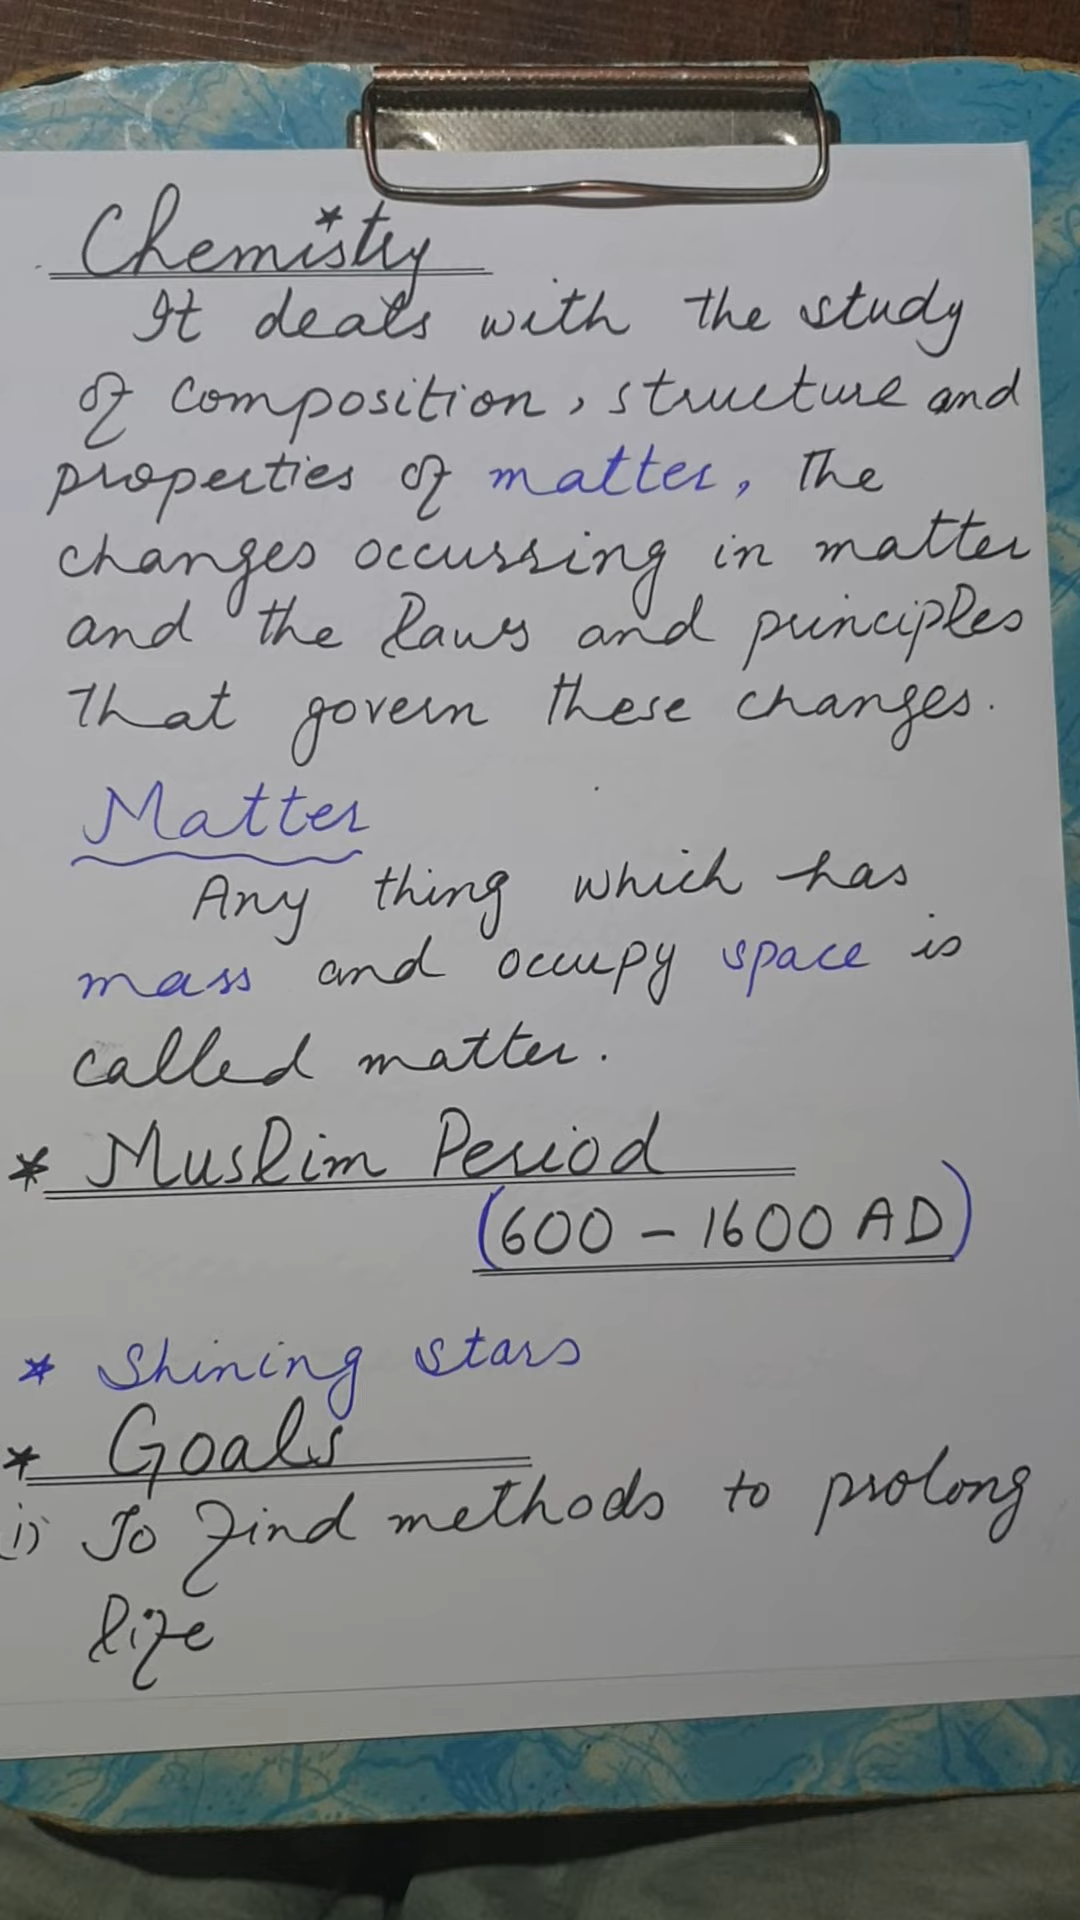 Chemistry
It deals with the study
of composition, structure and
properties of matter, The
changes occurring in matter
and the laws and principles
That govern these changes.
Matter
Any thing which has
mass and occupy space is
called matter.
* Muslim Period
(600 – 1600 AD)
* Shining stars
* Goals
i) To Find methods to prolong
life